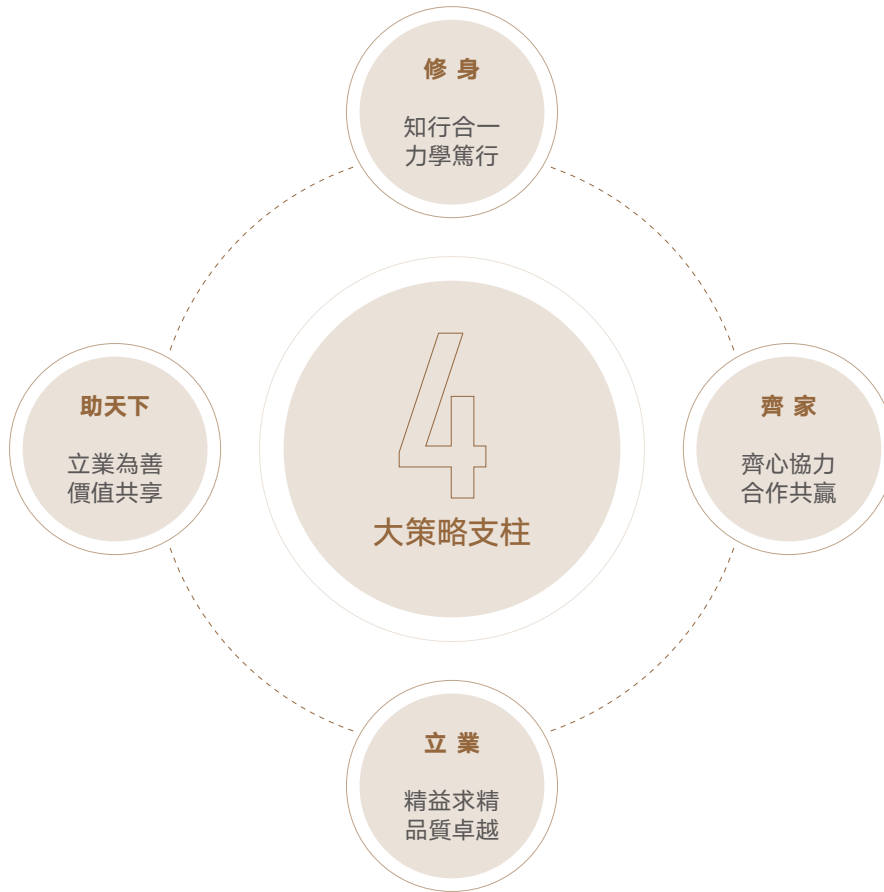 修 身
知行合一
力學篤行
助天下
立業為善
價值共享
4
大策略支柱
齊 家
齊心協力
合作共贏
立 業
精益求精
品質卓越